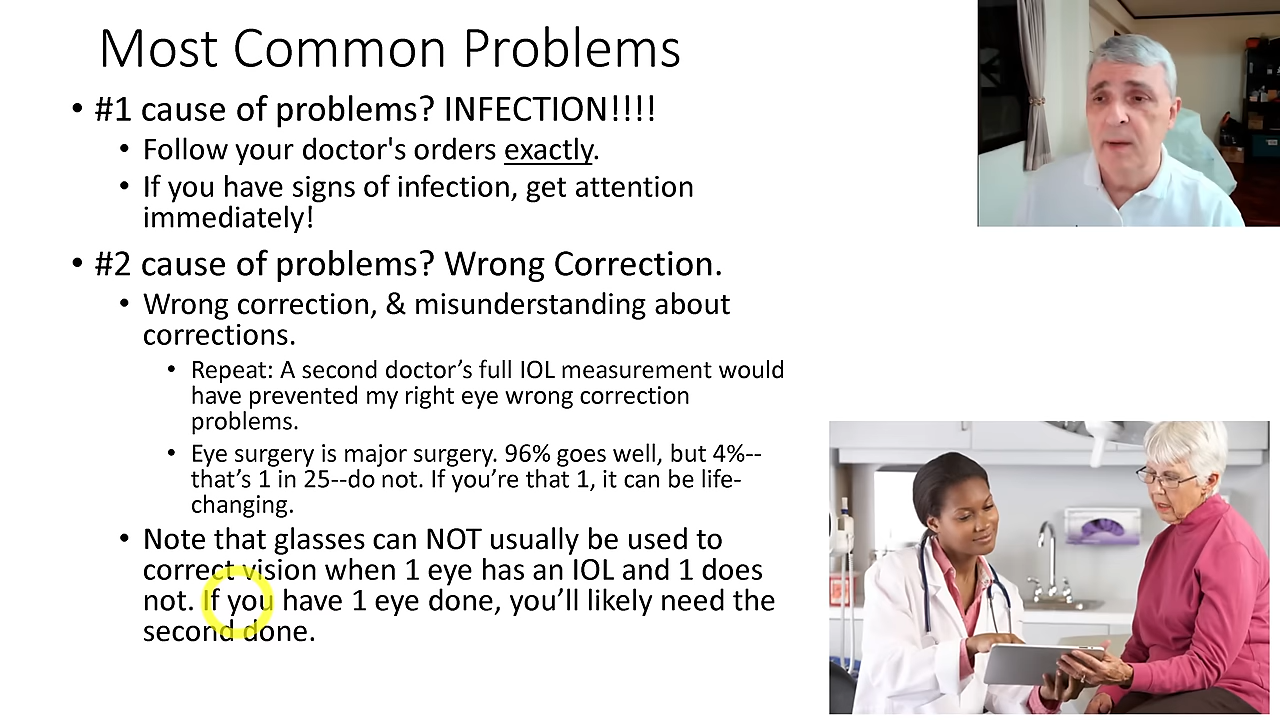 Most Common Problems
• #1 cause of problems? INFECTION!!!!
• Follow your doctor's orders exactly.
• If you have signs of infection, get attention
immediately!
• #2 cause of problems? Wrong Correction.
• Wrong correction, & misunderstanding about
corrections.
• Repeat: A second doctor’s full IOL measurement would
have prevented my right eye wrong correction
problems.
• Eye surgery is major surgery. 96% goes well, but 4%--
that’s 1 in 25--do not. If you’re that 1, it can be life-
changing.
• Note that glasses can NOT usually be used to
correct vision when 1 eye has an IOL and 1 does
not. If you have 1 eye done, you’ll likely need the
second done.